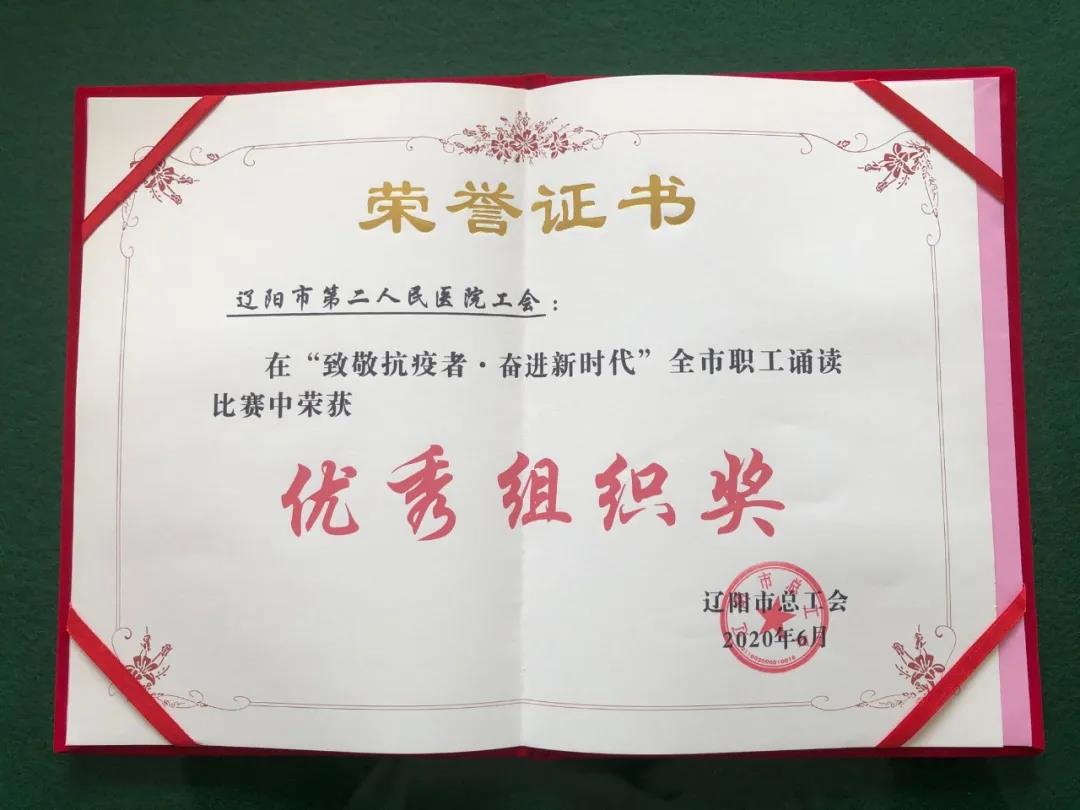 荣誉证书
辽阳市第二人民医院工会：
在“致敬抗疫者·奋进新时代”全市职工诵读
比赛中荣获
优秀组织奖
辽阳市总工会
2020年6月